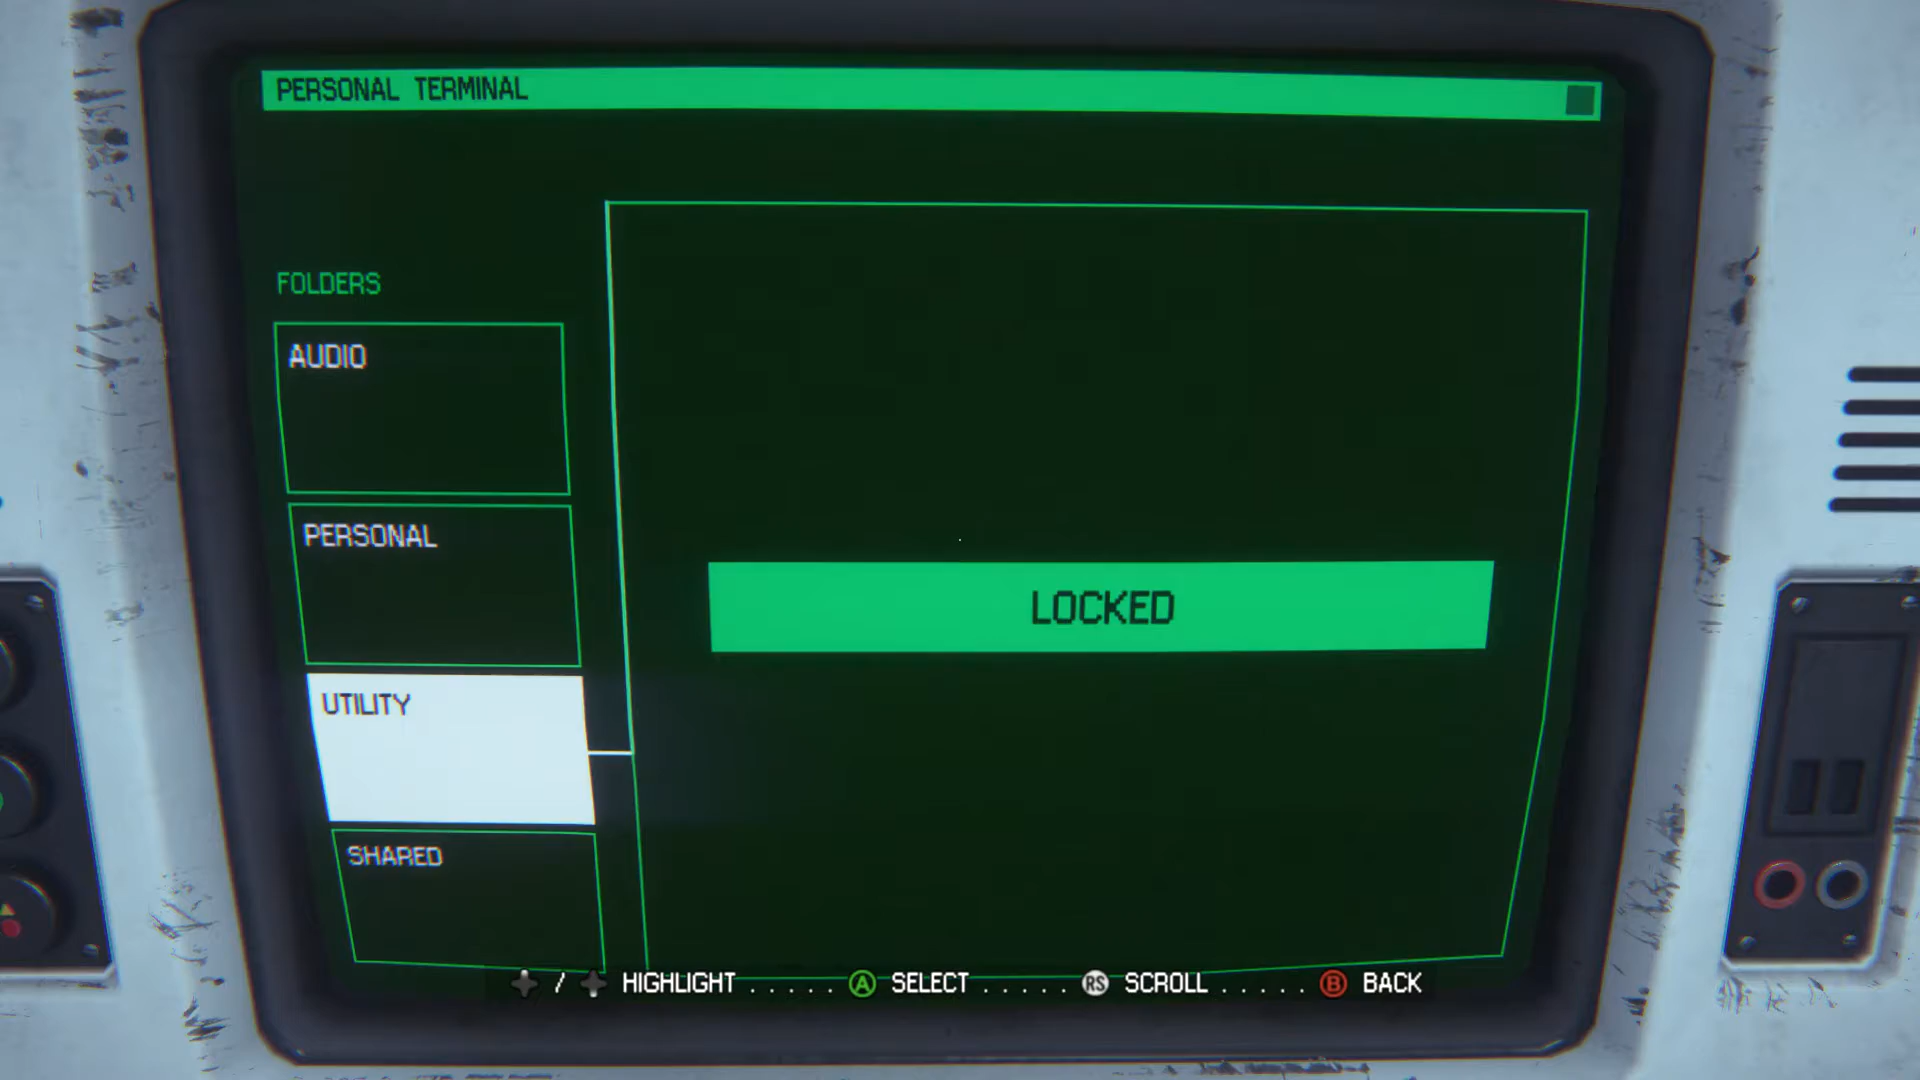 PERSONAL TERMINAL
FOLDERS
AUDIO
PERSONAL
UTILITY
SHARED
LOCKED
/ HIGHLIGHT ..... A SELECT ..... RS SCROLL ..... B BACK